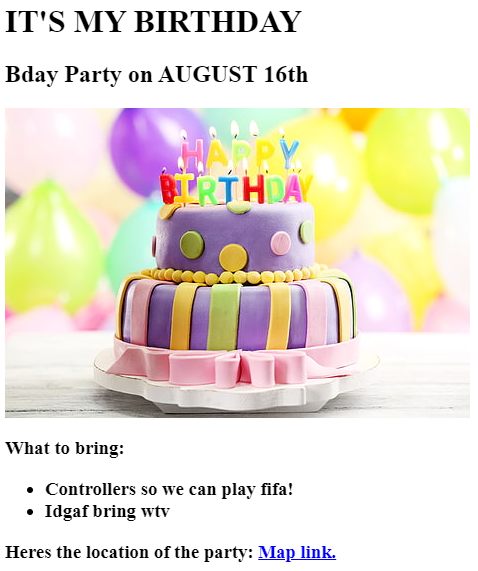 IT'S MY BIRTHDAY
Bday Party on AUGUST 16th
HAPPY
BIRTHDAY
What to bring:
Controllers so we can play fifa!
Idgaf bring wtv
Heres the location of the party: Map link.